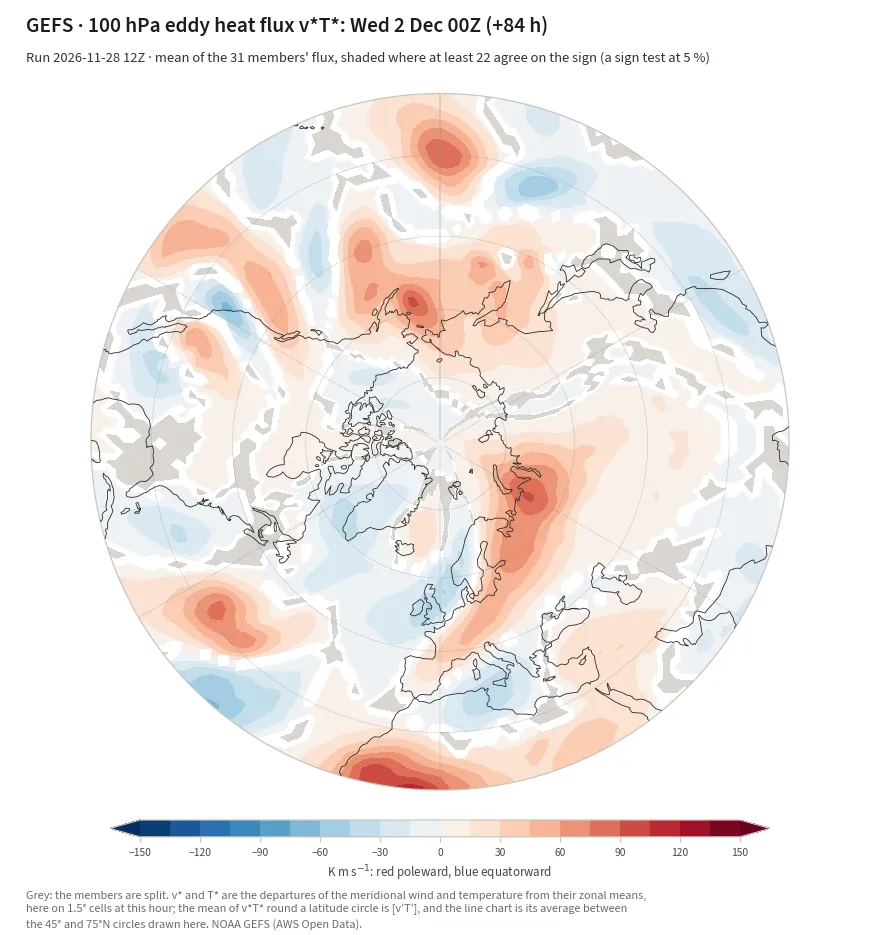 GEFS · 100 hPa eddy heat flux v*T*: Wed 2 Dec 00Z (+84 h)
Run 2026-11-28 12Z · mean of the 31 members' flux, shaded where at least 22 agree on the sign (a sign test at 5 %)
−150 −120 −90 −60 −30 0 30 60 90 120 150
K m s⁻¹: red poleward, blue equatorward
Grey: the members are split. v* and T* are the departures of the meridional wind and temperature from their zonal means,
here on 1.5° cells at this hour; the mean of v*T* round a latitude circle is [v'T'], and the line chart is its average between
the 45° and 75°N circles drawn here. NOAA GEFS (AWS Open Data).